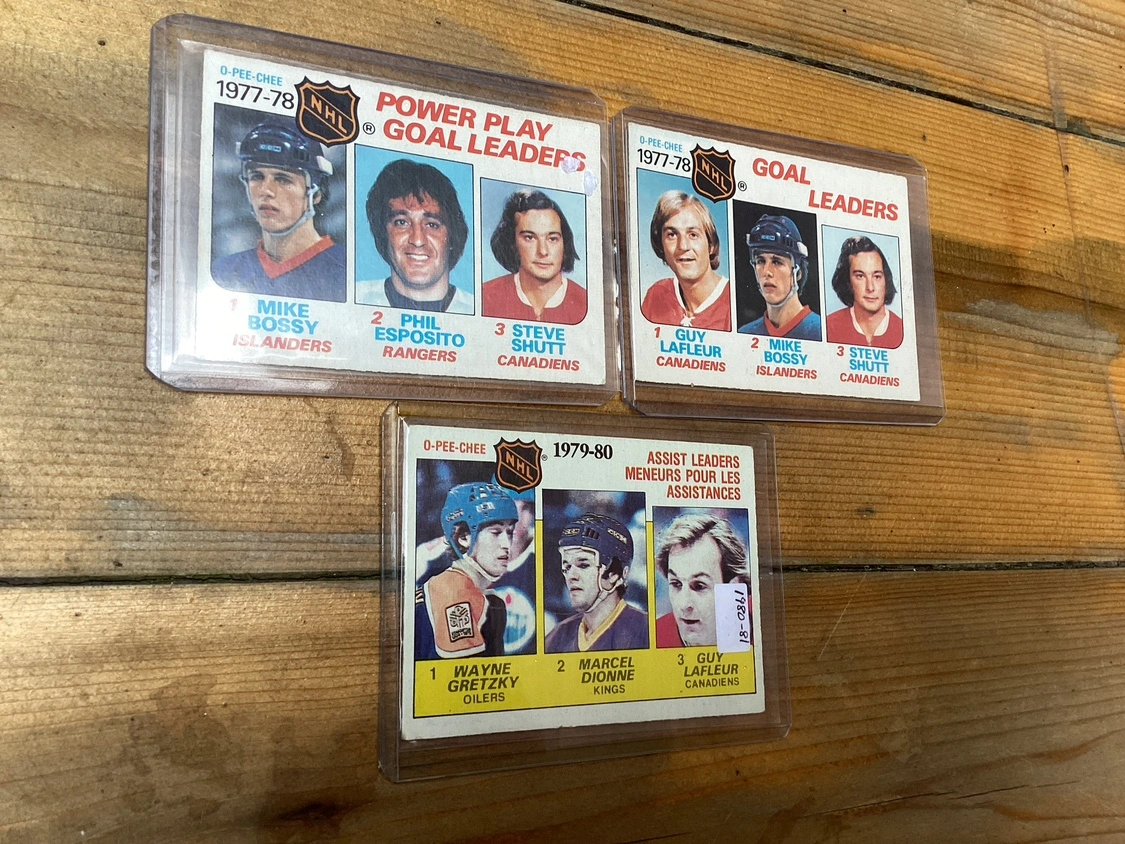 O-PEE-CHEE
1977-78
NHL
®
POWER PLAY
GOAL LEADERS
1 MIKE
BOSSY
ISLANDERS
2 PHIL
ESPOSITO
RANGERS
3 STEVE
SHUTT
CANADIENS
O-PEE-CHEE
1977-78
NHL
®
GOAL
LEADERS
1 GUY
LAFLEUR
CANADIENS
2 MIKE
BOSSY
ISLANDERS
3 STEVE
SHUTT
CANADIENS
O-PEE-CHEE
NHL
®
1979-80
ASSIST LEADERS
MENEURS POUR LES
ASSISTANCES
1 WAYNE
GRETZKY
OILERS
2 MARCEL
DIONNE
KINGS
3 GUY
LAFLEUR
CANADIENS
1980-81